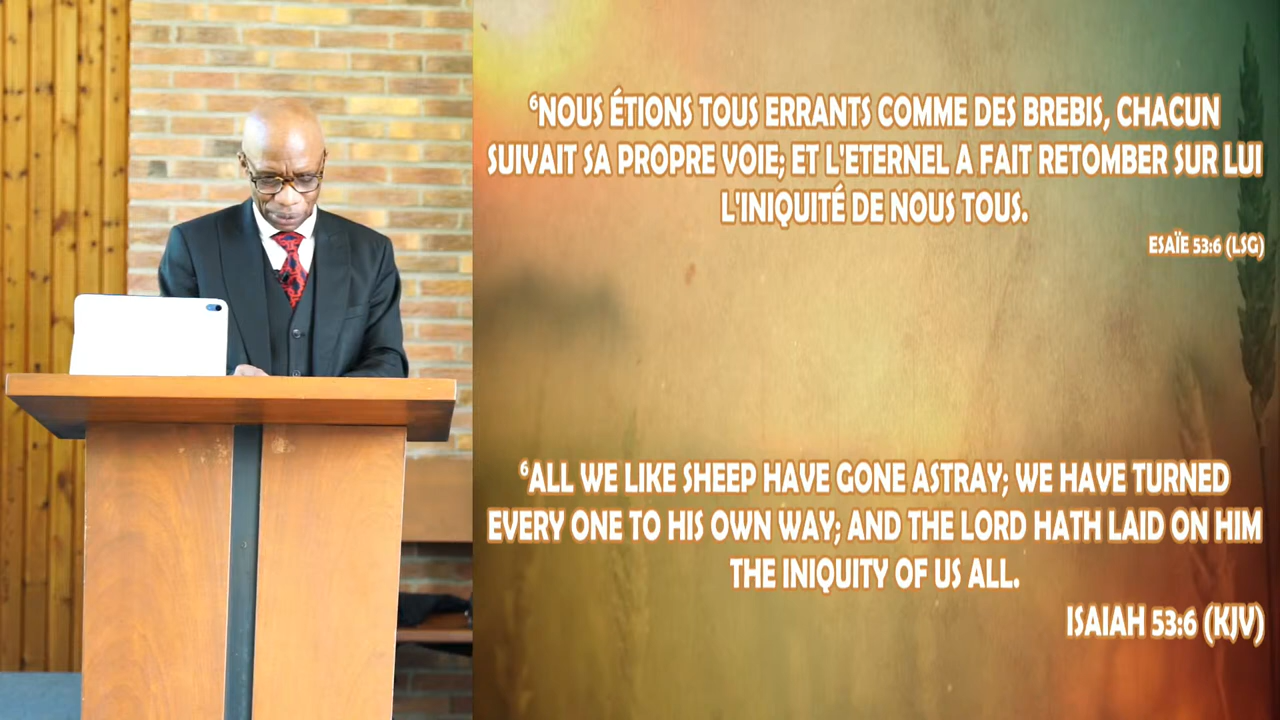 ⁶NOUS ÉTIONS TOUS ERRANTS COMME DES BREBIS, CHACUN
SUIVAIT SA PROPRE VOIE; ET L'ETERNEL A FAIT RETOMBER SUR LUI
L'INIQUITÉ DE NOUS TOUS.
ESAÏE 53:6 (LSG)
⁶ALL WE LIKE SHEEP HAVE GONE ASTRAY; WE HAVE TURNED
EVERY ONE TO HIS OWN WAY; AND THE LORD HATH LAID ON HIM
THE INIQUITY OF US ALL.
ISAIAH 53:6 (KJV)